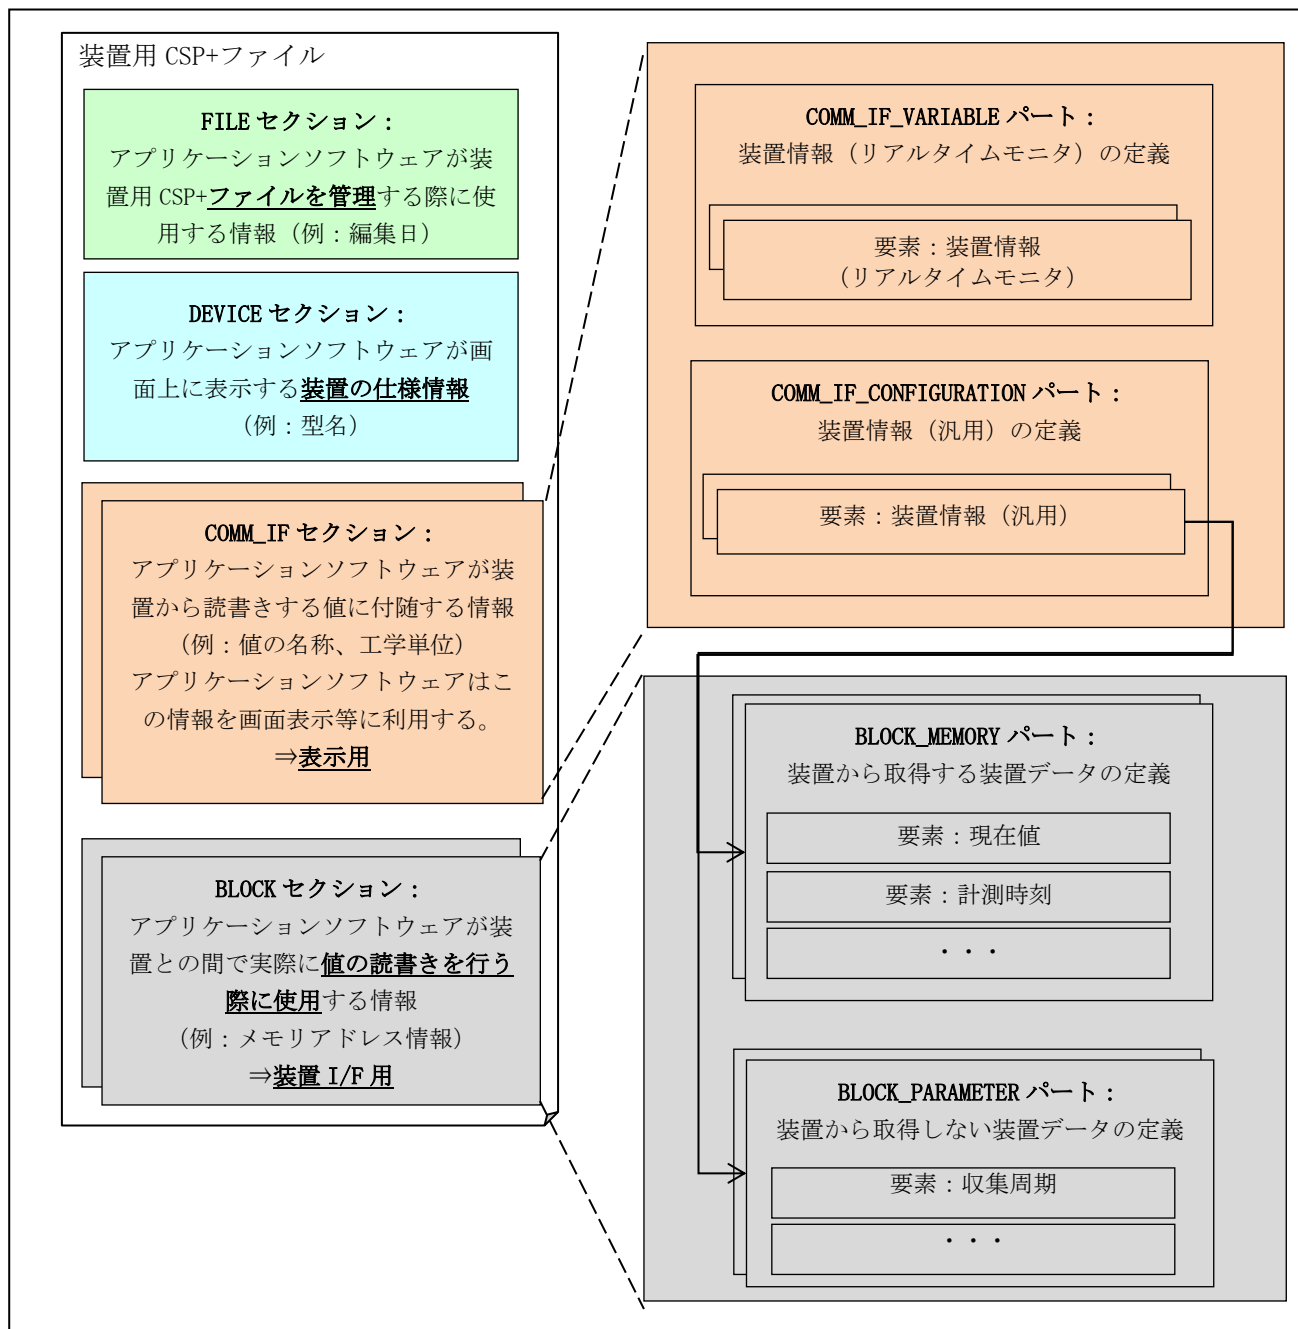 装置用 CSP+ファイル
FILE セクション：
アプリケーションソフトウェアが装
置用 CSP+ファイルを管理する際に使
用する情報（例：編集日）
DEVICE セクション：
アプリケーションソフトウェアが画
面上に表示する装置の仕様情報
（例：型名）
COMM_IF セクション：
アプリケーションソフトウェアが装
置から読書きする値に付随する情報
（例：値の名称、工学単位）
アプリケーションソフトウェアはこ
の情報を画面表示等に利用する。
⇒表示用
BLOCK セクション：
アプリケーションソフトウェアが装
置との間で実際に値の読書きを行う
際に使用する情報
（例：メモリアドレス情報）
⇒装置 I/F 用
COMM_IF_VARIABLE パート：
装置情報（リアルタイムモニタ）の定義
要素：装置情報
（リアルタイムモニタ）
COMM_IF_CONFIGURATION パート：
装置情報（汎用）の定義
要素：装置情報（汎用）
BLOCK_MEMORY パート：
装置から取得する装置データの定義
要素：現在値
要素：計測時刻
・・・
BLOCK_PARAMETER パート：
装置から取得しない装置データの定義
要素：収集周期
・・・